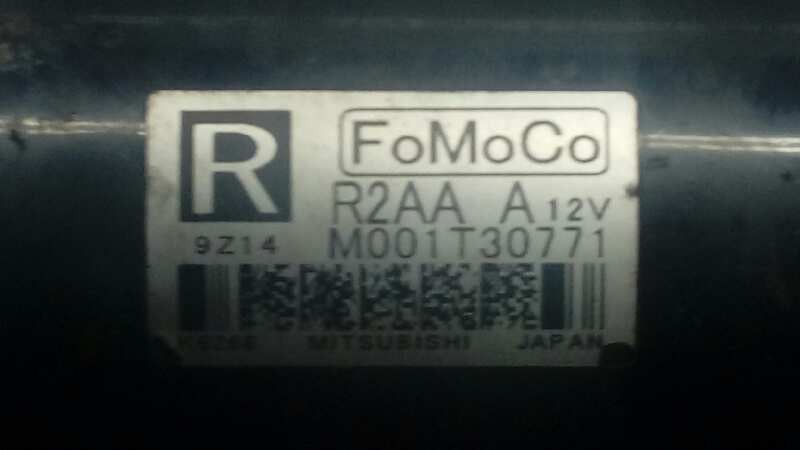 R
FoMoCo
R2AA A 12V
9Z14 M001T30771
MITSUBISHI JAPAN